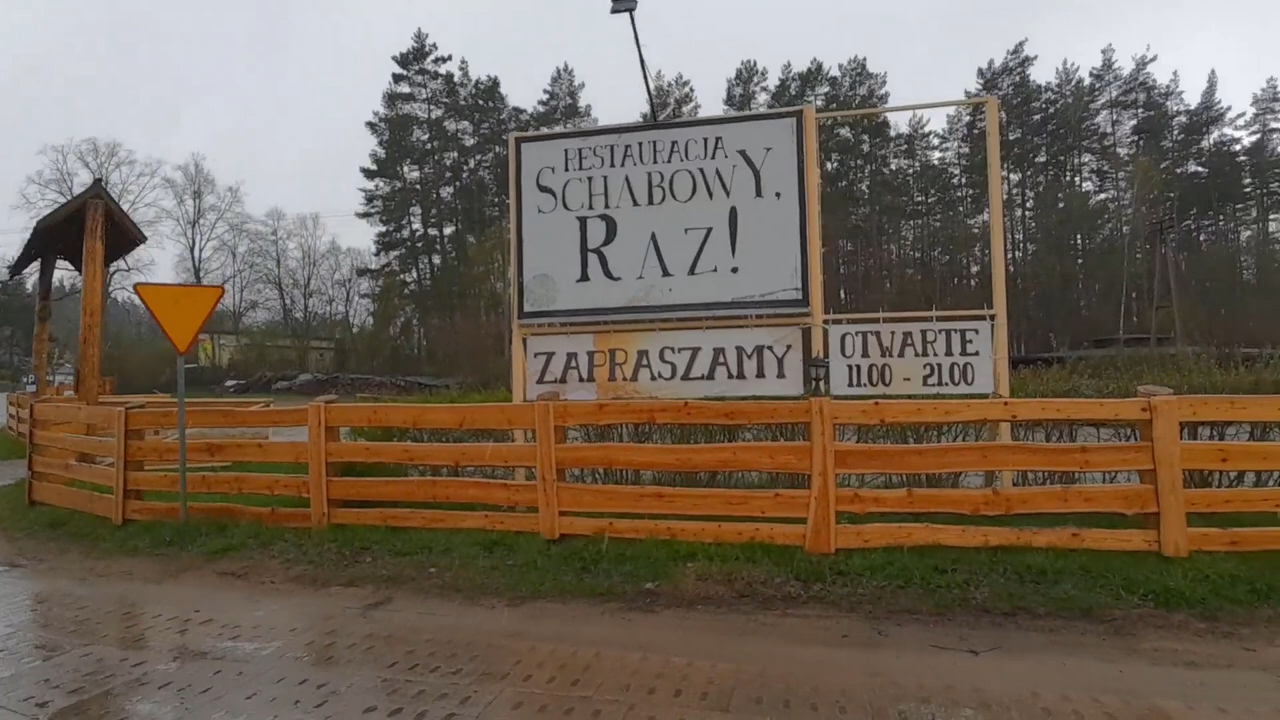 RESTAURACJA
SCHABOWY,
RAZ!
ZAPRASZAMY
OTWARTE
11.00 - 21.00